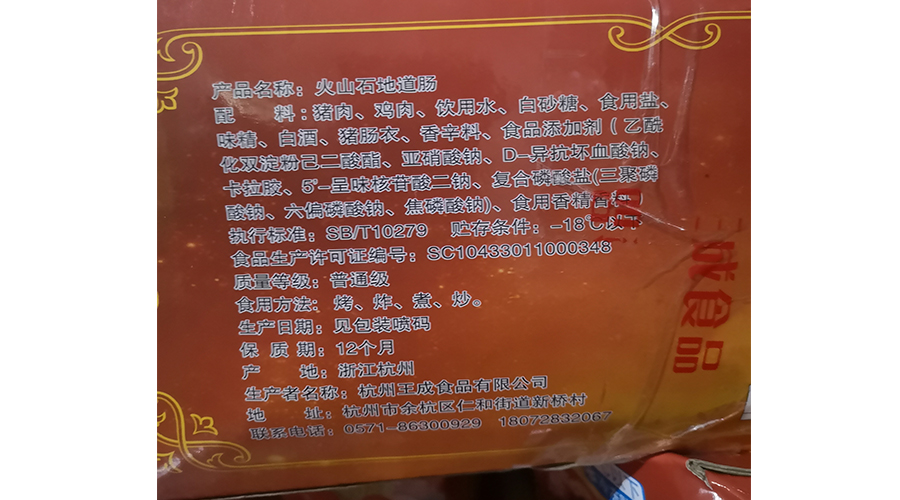 产品名称：火山石地道肠
配 料：猪肉、鸡肉、饮用水、白砂糖、食用盐、
味精、白酒、猪肠衣、香辛料、食品添加剂（乙酰
化双淀粉己二酸酯、亚硝酸钠、D-异抗坏血酸钠、
卡拉胶、5'-呈味核苷酸二钠、复合磷酸盐(三聚磷
酸钠、六偏磷酸钠、焦磷酸钠)、食用香精香料
执行标准：SB/T10279 贮存条件：-18℃以下
食品生产许可证编号：SC10433011000348
质量等级：普通级
食用方法：烤、炸、煮、炒。
生产日期：见包装喷码
保 质 期：12个月
产 地：浙江杭州
生产者名称：杭州王成食品有限公司
地 址：杭州市余杭区仁和街道新桥村
联系电话：0571-86300929 18072832067
成食品